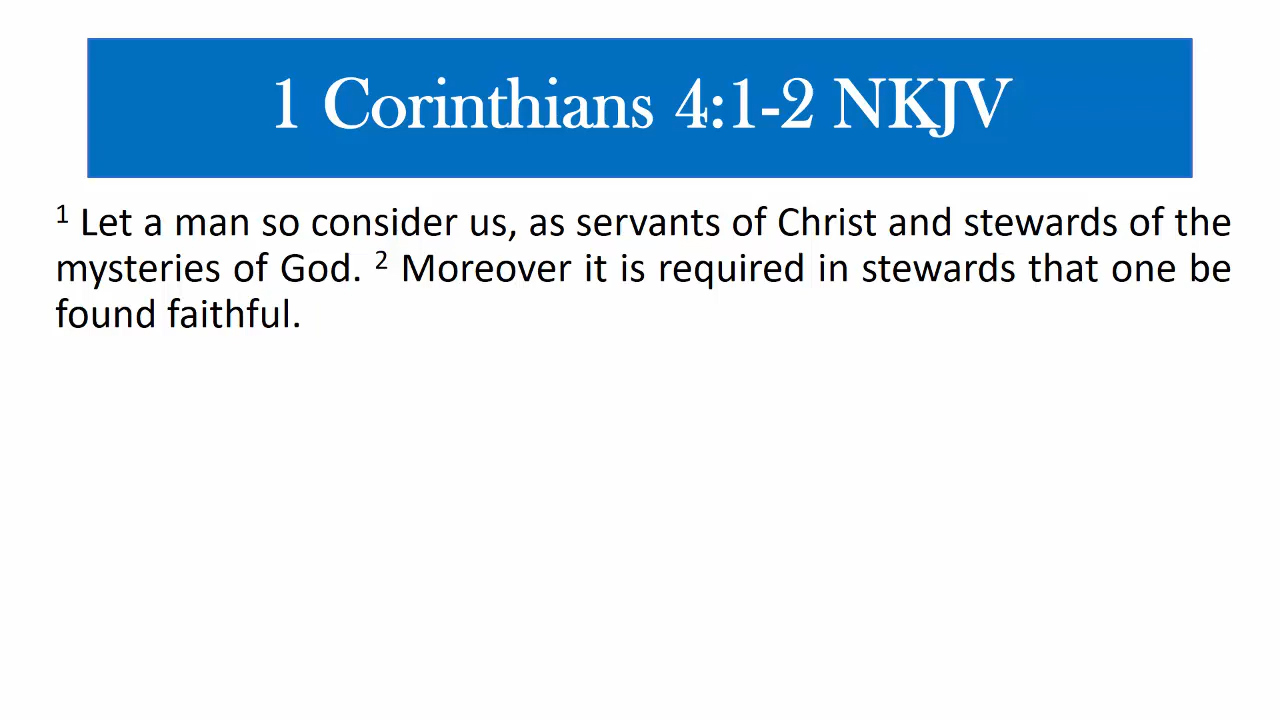 1 Corinthians 4:1-2 NKJV
1 Let a man so consider us, as servants of Christ and stewards of the
mysteries of God. 2 Moreover it is required in stewards that one be
found faithful.